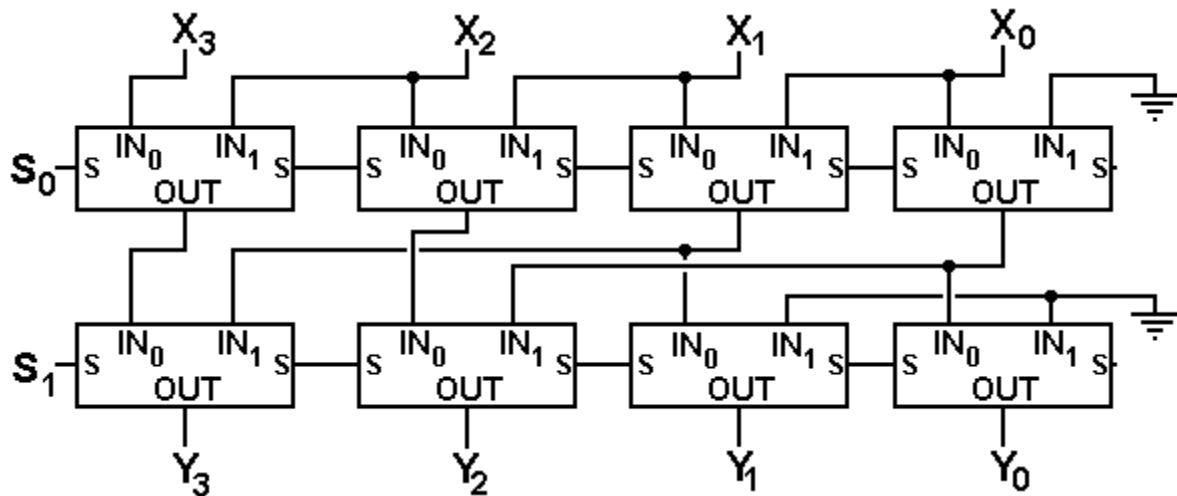 X3 X2 X1 X0
IN0 IN1 IN0 IN1 IN0 IN1 IN0 IN1
S0 S S S S S S S S
OUT OUT OUT OUT
IN0 IN1 IN0 IN1 IN0 IN1 IN0 IN1
S1 S S S S S S S S
OUT OUT OUT OUT
Y3 Y2 Y1 Y0